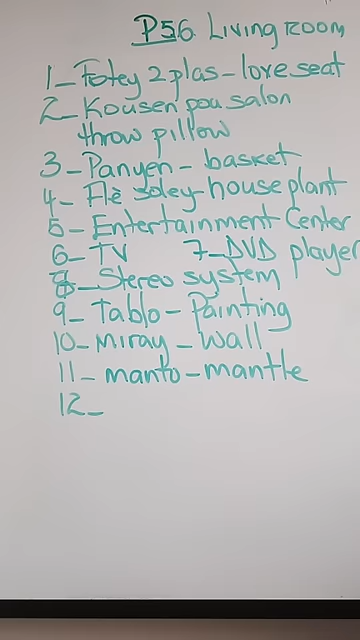 P56 Living Room
1- Fotey 2 plas - love seat
2- Kousen pou salon
throw pillow
3- Panyen - basket
4- Flè soley - house plant
5- Entertainment Center
6- TV 7- DVD player
8- Stereo system
9- Tablo - Painting
10- Miray - Wall
11- manto - mantle
12-